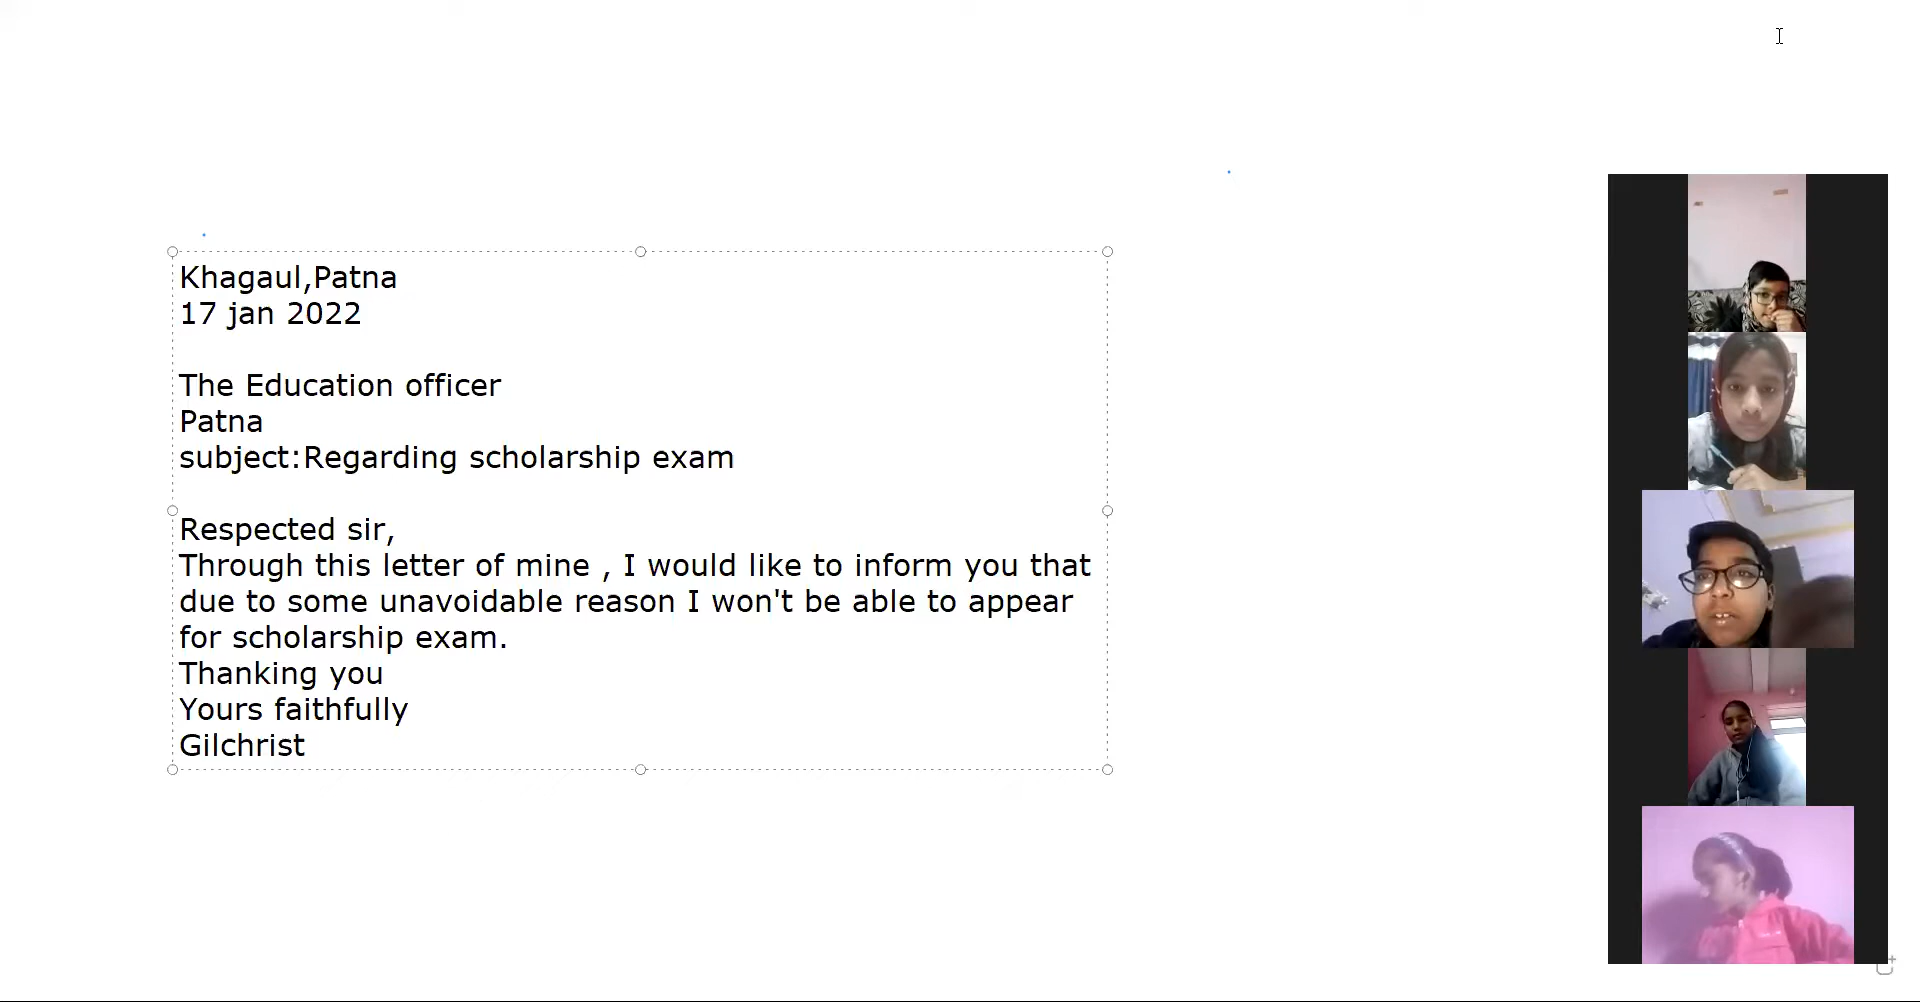 Khagaul,Patna
17 jan 2022
The Education officer
Patna
subject:Regarding scholarship exam
Respected sir,
Through this letter of mine , I would like to inform you that
due to some unavoidable reason I won't be able to appear
for scholarship exam.
Thanking you
Yours faithfully
Gilchrist